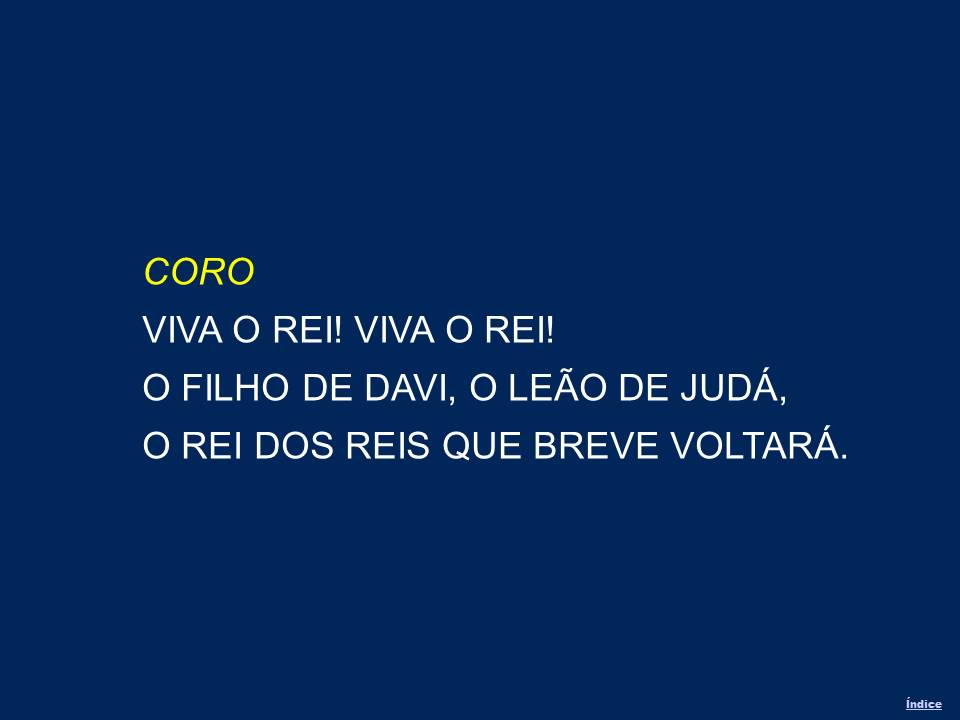 CORO
VIVA O REI! VIVA O REI!
O FILHO DE DAVI, O LEÃO DE JUDÁ,
O REI DOS REIS QUE BREVE VOLTARÁ.
Índice